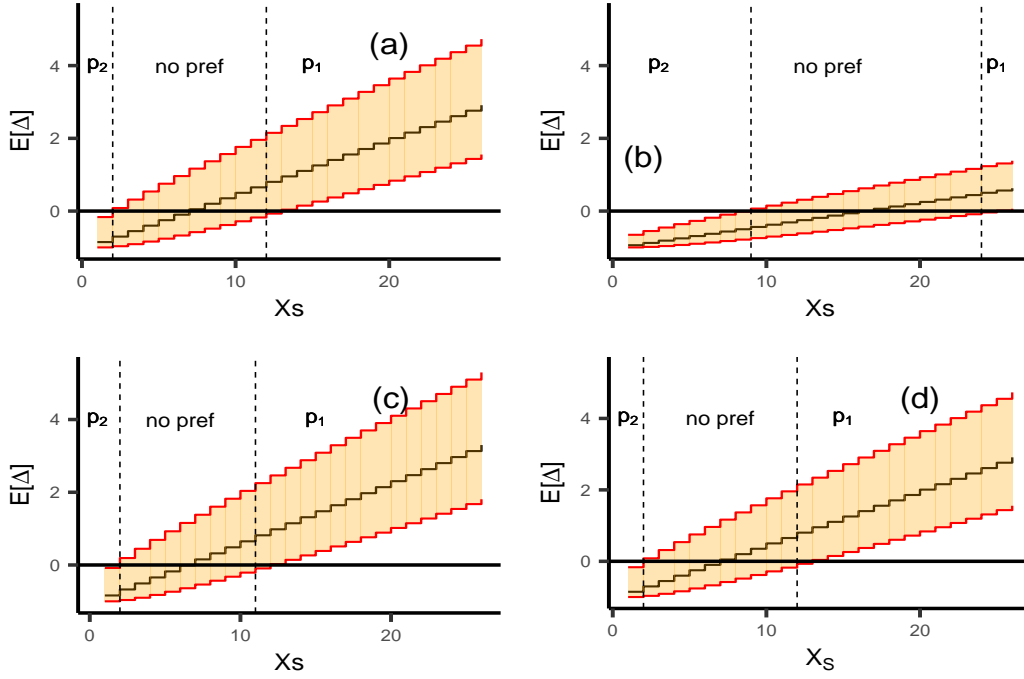 (a)
p2 no pref p1
4
2
0
E[Δ]
0 10 20
Xs
p2 no pref p1
(b)
4
2
0
E[Δ]
0 10 20
Xs
(c)
p2 no pref p1
4
2
0
E[Δ]
0 10 20
Xs
(d)
p2 no pref p1
4
2
0
E[Δ]
0 10 20
XS